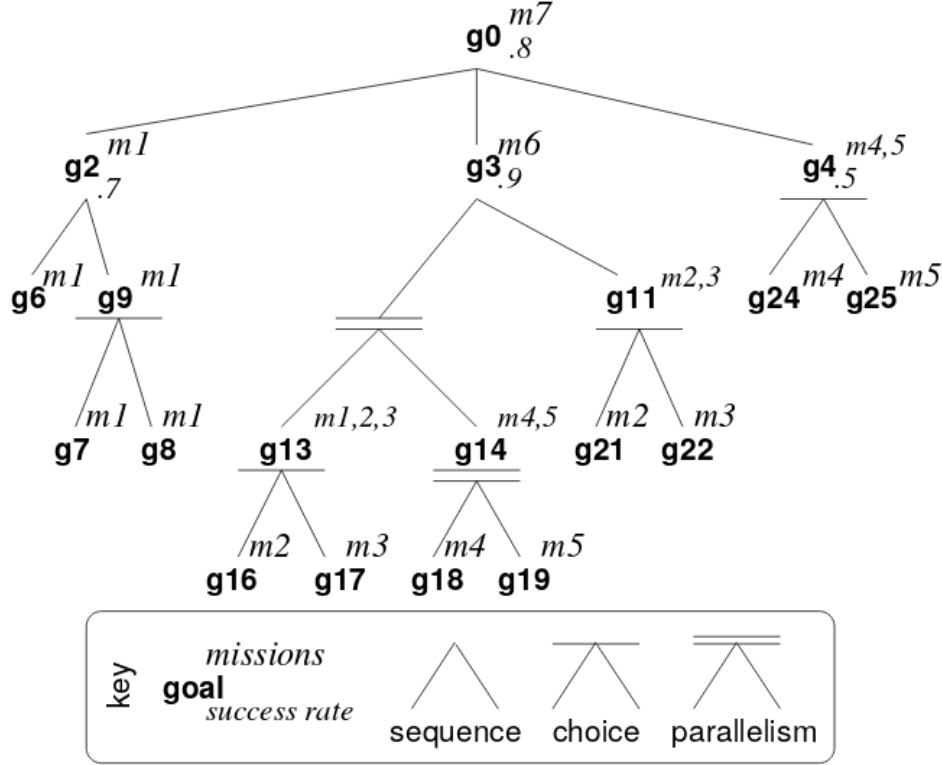 g0 m7 .8
g2 m1 .7
g3 m6 .9
g4 m4,5 .5
g6 m1
g9 m1
g11 m2,3
g24 m4
g25 m5
g7 m1
g8 m1
g13 m1,2,3
g14 m4,5
g21 m2
g22 m3
g16 m2
g17 m3
g18 m4
g19 m5
key
missions
goal
success rate
sequence
choice
parallelism